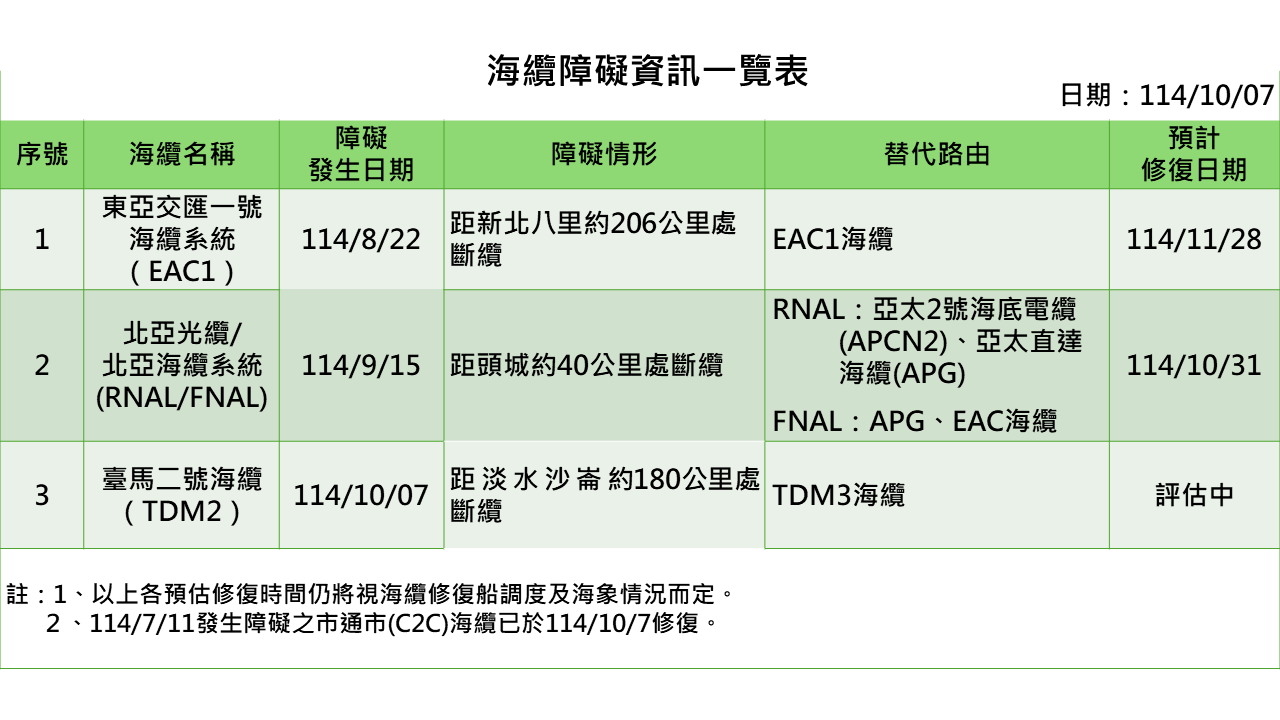 海纜障礙資訊一覽表
日期：114/10/07
序號
海纜名稱
障礙
發生日期
障礙情形
替代路由
預計
修復日期
1
東亞交匯一號
海纜系統
（EAC1）
114/8/22
距新北八里約206公里處
斷纜
EAC1海纜
114/11/28
2
北亞光纜/
北亞海纜系統
(RNAL/FNAL)
114/9/15
距頭城約40公里處斷纜
RNAL：亞太2號海底電纜
(APCN2)、亞太直達
海纜(APG)
FNAL：APG、EAC海纜
114/10/31
3
臺馬二號海纜
（TDM2）
114/10/07
距淡水沙崙約180公里處
斷纜
TDM3海纜
評估中
註：1、以上各預估修復時間仍將視海纜修復船調度及海象情況而定。
2、114/7/11發生障礙之市通市(C2C)海纜已於114/10/7修復。